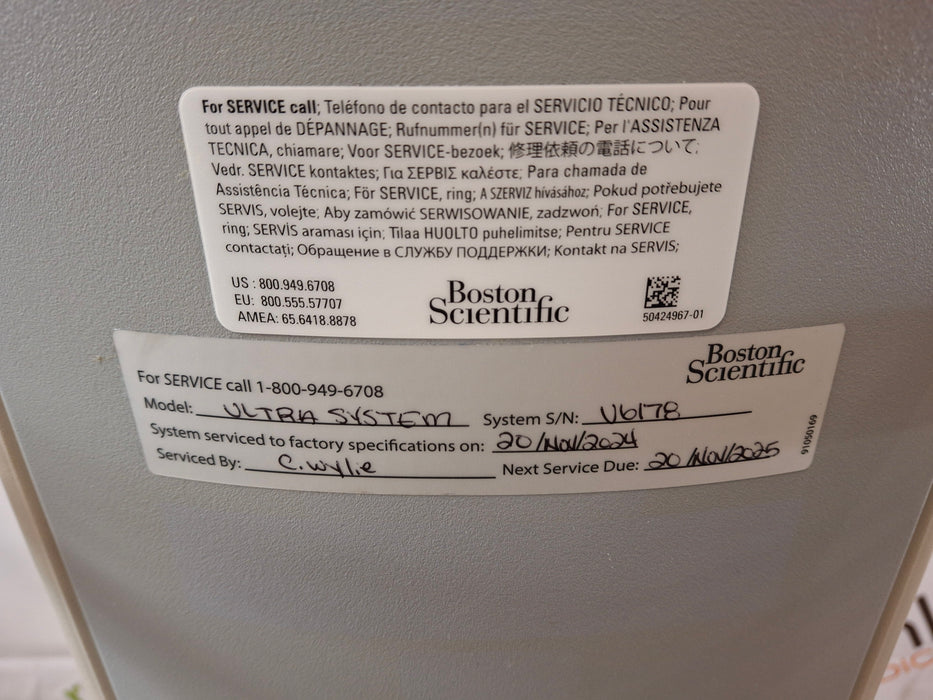 For SERVICE call; Teléfono de contacto para el SERVICIO TÉCNICO; Pour
tout appel de DÉPANNAGE; Rufnummer(n) für SERVICE; Per l'ASSISTENZA
TECNICA, chiamare; Voor SERVICE-bezoek; 修理依頼の電話について;
Vedr. SERVICE kontaktes; Για ΣΕΡΒΙΣ καλέστε; Para chamada de
Assistência Técnica; För SERVICE, ring; A SZERVIZ hívásához; Pokud potřebujete
SERVIS, volejte; Aby zamówić SERWISOWANIE, zadzwoń; For SERVICE,
ring; SERVİS araması için; Tilaa HUOLTO puhelimitse; Pentru SERVICE
contactaţi; Обращение в СЛУЖБУ ПОДДЕРЖКИ; Kontakt na SERVIS;
US : 800.949.6708
EU: 800.555.57707
AMEA: 65.6418.8878
Boston
Scientific
50424967-01
Boston
Scientific
For SERVICE call 1-800-949-6708
Model: ULTRA SYSTEM System S/N: U6178
System serviced to factory specifications on: 20/NOV/2024
Serviced By: C. Wylie Next Service Due: 20/NOV/2025
91050169